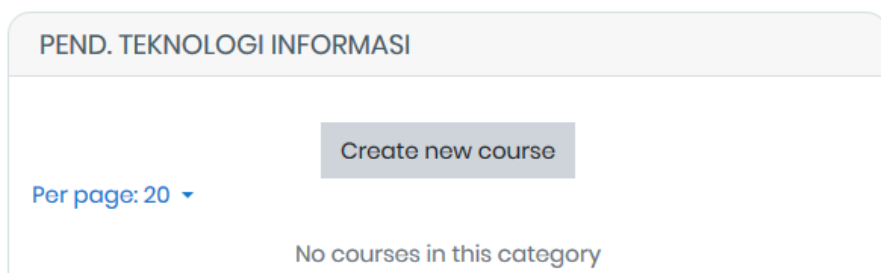 PEND. TEKNOLOGI INFORMASI
Create new course
Per page: 20
No courses in this category